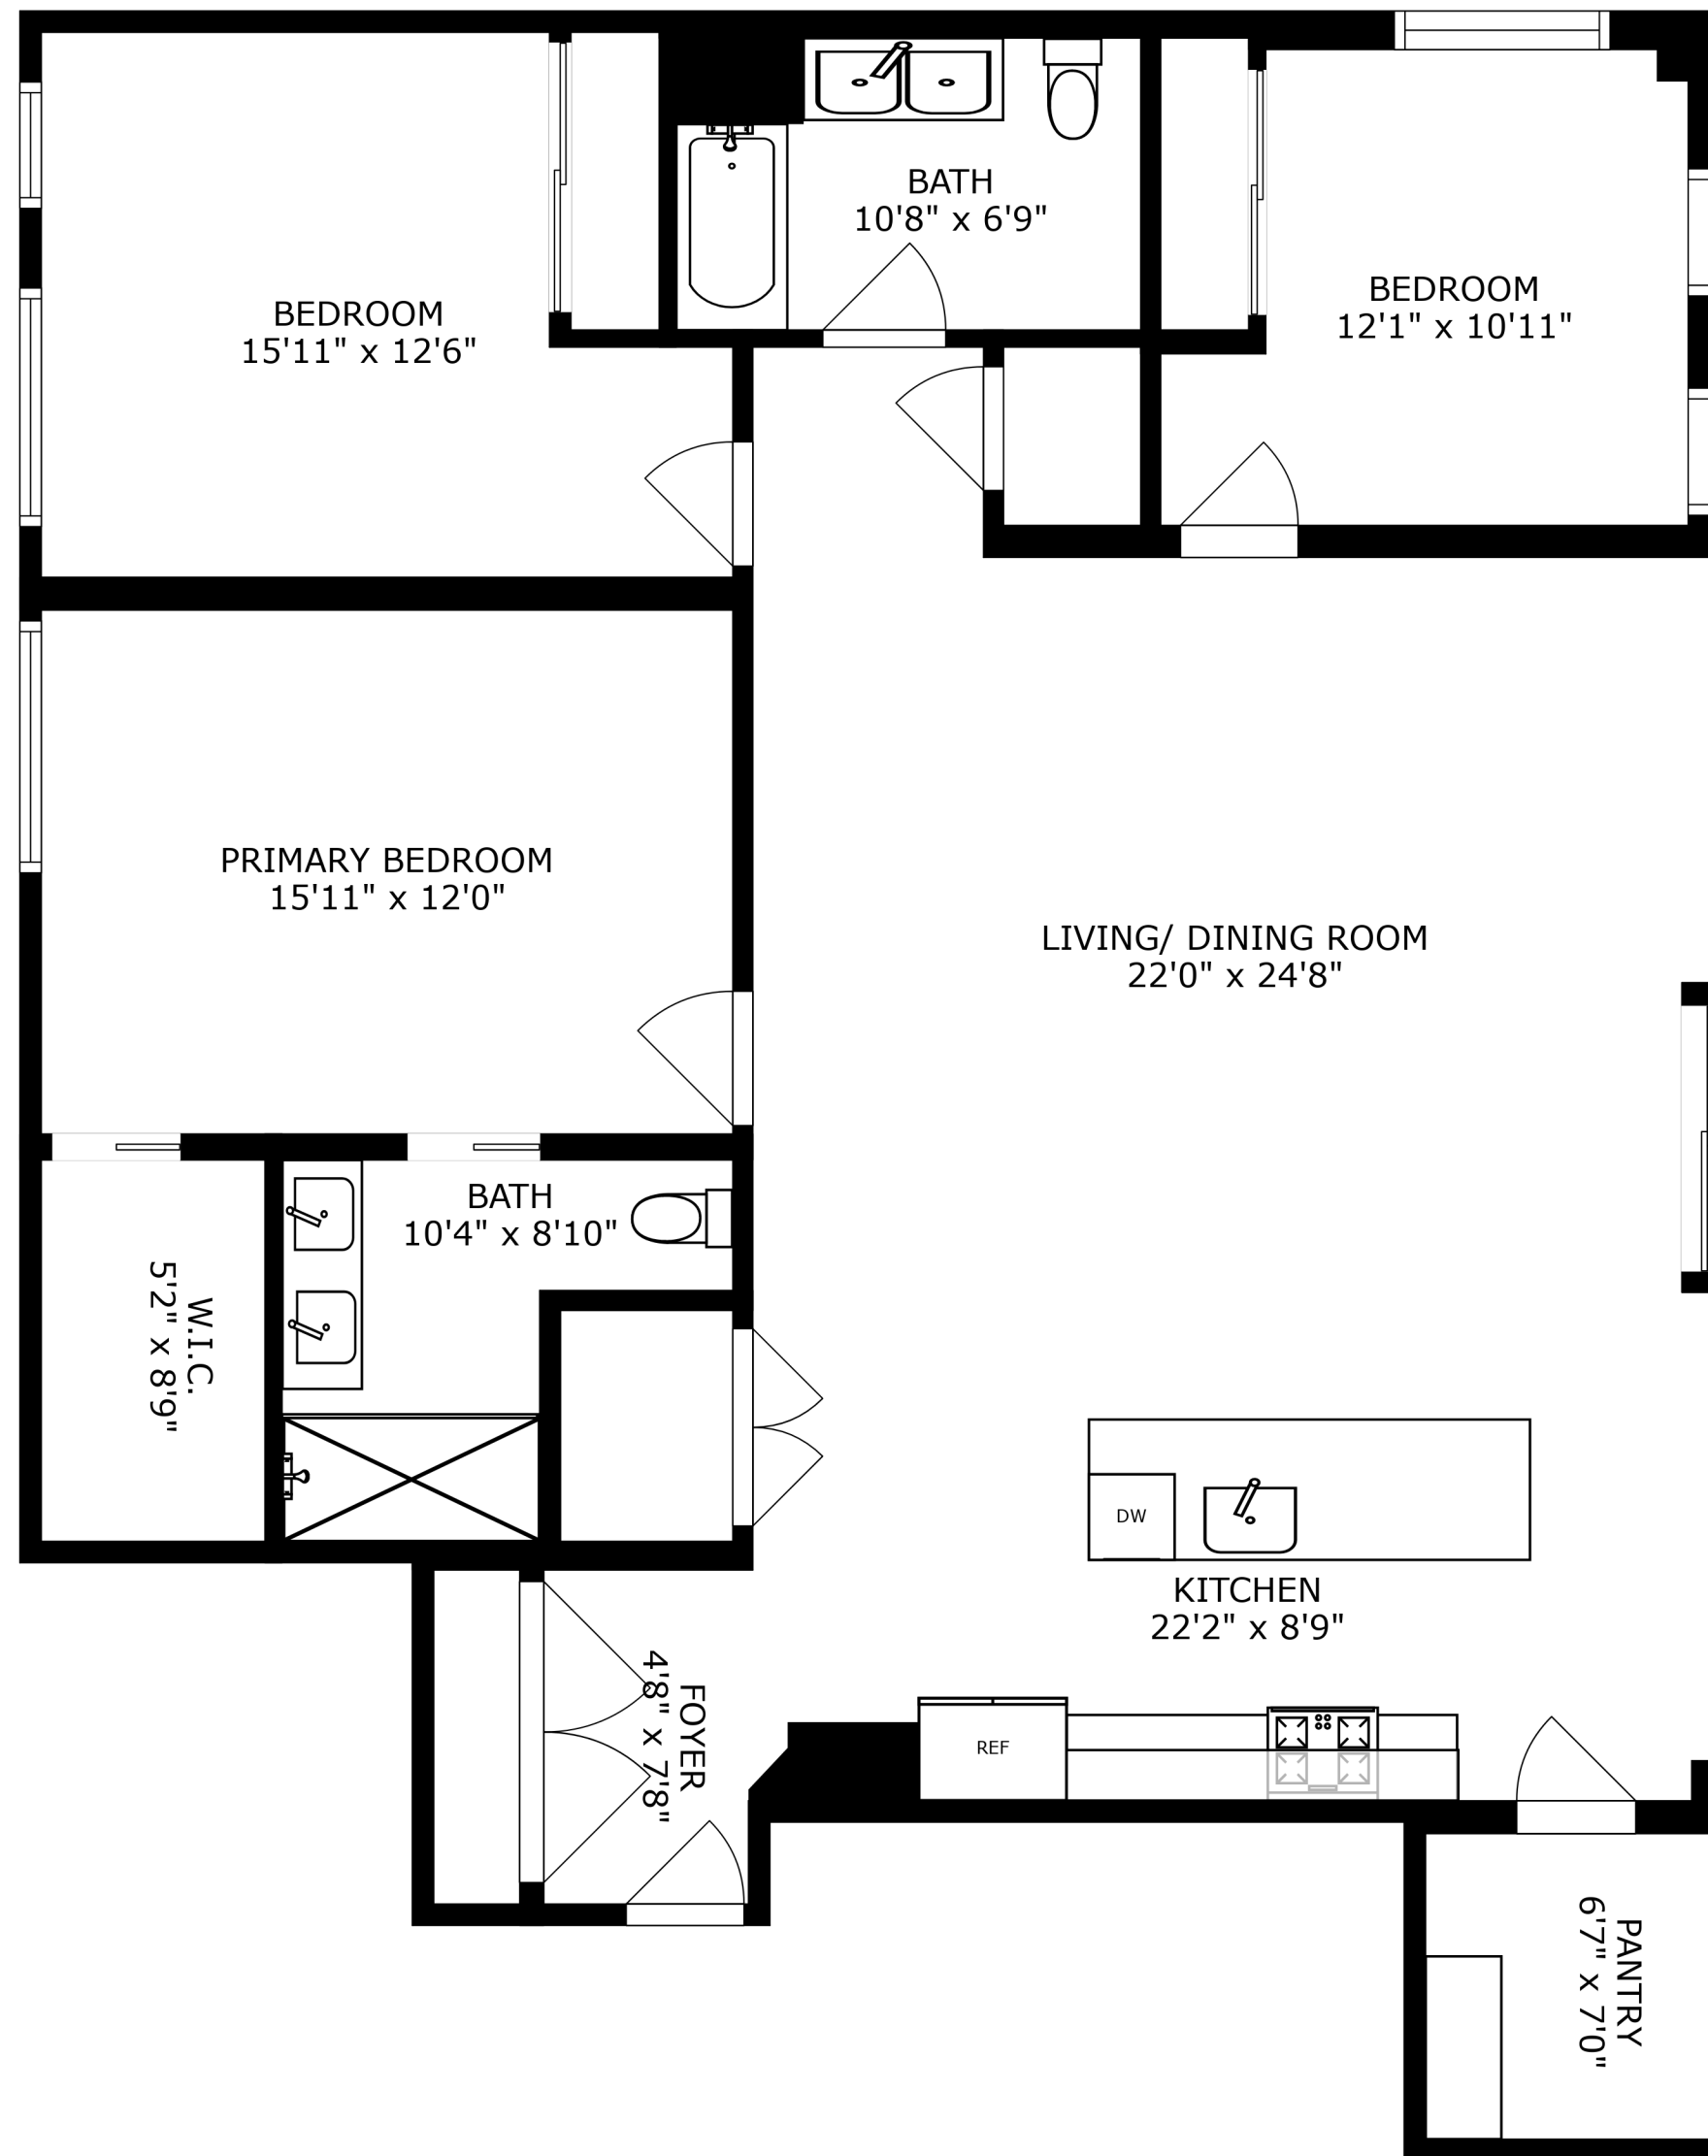 BATH
10'8" x 6'9"
BEDROOM
12'1" x 10'11"
BEDROOM
15'11" x 12'6"
PRIMARY BEDROOM
15'11" x 12'0"
LIVING/ DINING ROOM
22'0" x 24'8"
BATH
10'4" x 8'10"
W.I.C.
5'2" x 8'9"
DW
KITCHEN
22'2" x 8'9"
FOYER
4'8" x 7'8"
REF
PANTRY
6'7" x 7'0"